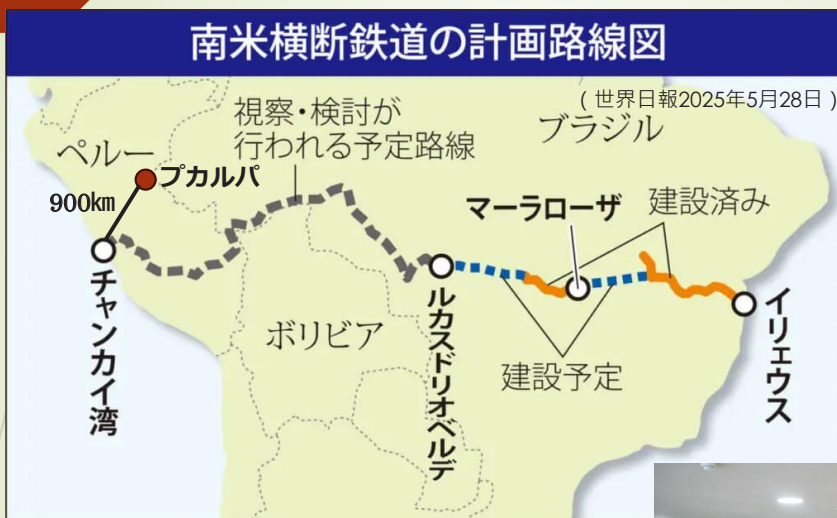 南米横断鉄道の計画路線図
(世界日報2025年5月28日)
視察・検討が
行われる予定路線
ブラジル
ペルー
プカルパ
900㎞
マーラローザ
建設済み
チャンカイ湾
ボリビア
ルカスドリオベルデ
建設予定
イリェウス